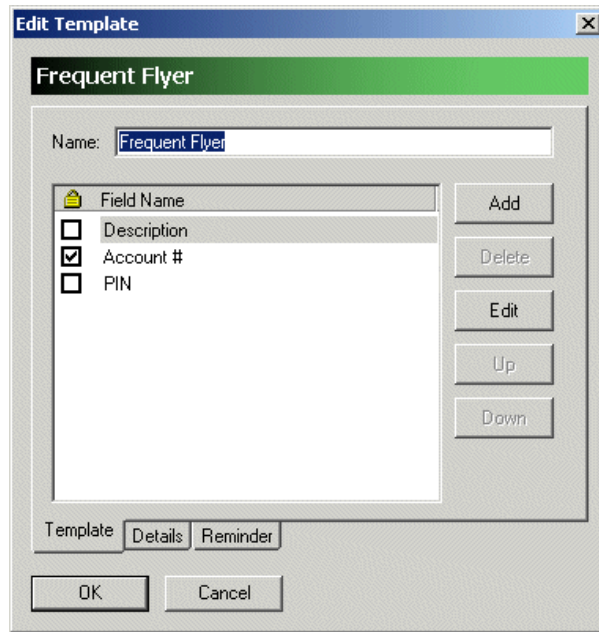 Edit Template
Frequent Flyer
Name: Frequent Flyer
Field Name
Add
Description
Account #
Delete
PIN
Edit
Up
Down
Template Details Reminder
OK Cancel